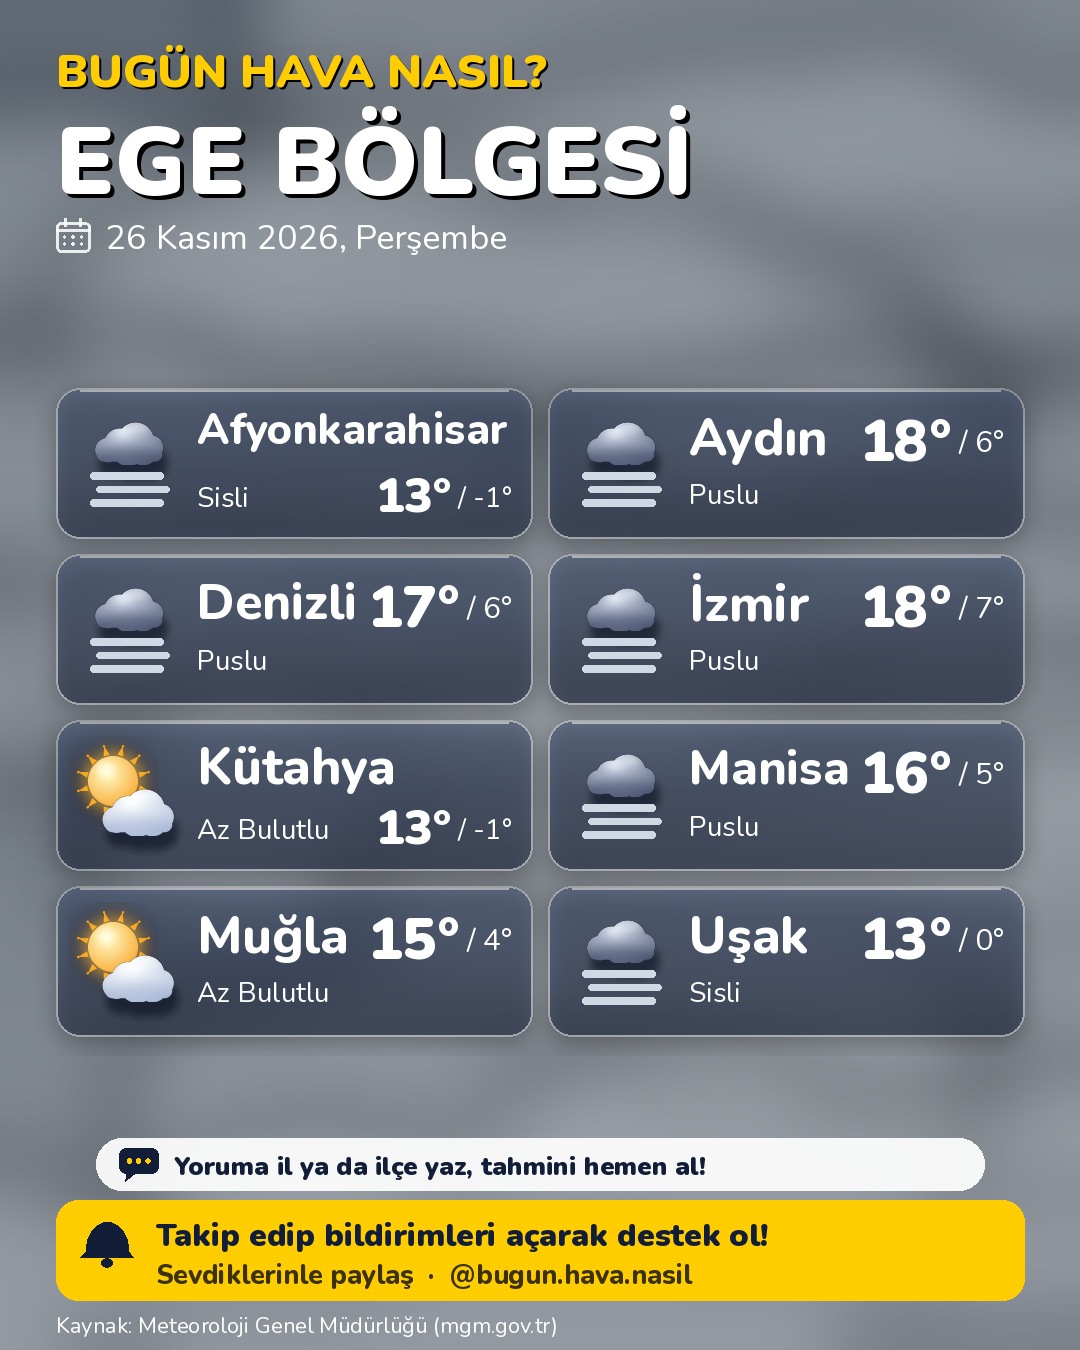 BUGÜN HAVA NASIL?
EGE BÖLGESİ
26 Kasım 2026, Perşembe
Afyonkarahisar
Sisli 13° / -1°
Aydın 18° / 6°
Puslu
Denizli 17° / 6°
Puslu
İzmir 18° / 7°
Puslu
Kütahya
Az Bulutlu 13° / -1°
Manisa 16° / 5°
Puslu
Muğla 15° / 4°
Az Bulutlu
Uşak 13° / 0°
Sisli
Yoruma il ya da ilçe yaz, tahmini hemen al!
Takip edip bildirimleri açarak destek ol!
Sevdiklerinle paylaş · @bugun.hava.nasil
Kaynak: Meteoroloji Genel Müdürlüğü (mgm.gov.tr)